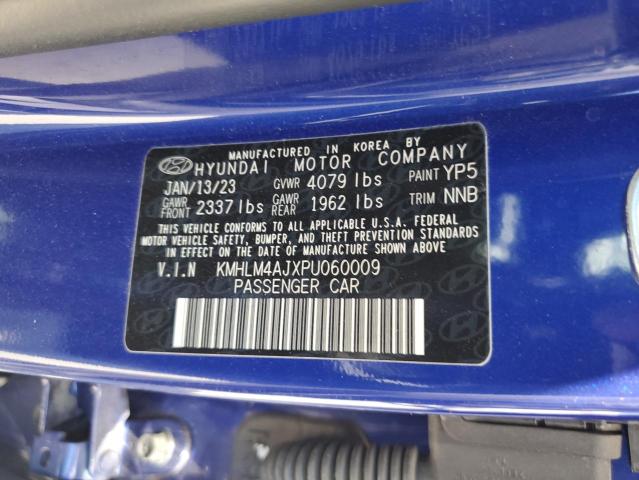 MANUFACTURED IN KOREA BY
HYUNDAI MOTOR COMPANY
JAN/13/23 GVWR 4079 lbs PAINT YP5
GAWR FRONT 2337 lbs GAWR REAR 1962 lbs TRIM NNB
THIS VEHICLE CONFORMS TO ALL APPLICABLE U.S.A. FEDERAL
MOTOR VEHICLE SAFETY, BUMPER, AND THEFT PREVENTION STANDARDS
IN EFFECT ON THE DATE OF MANUFACTURE SHOWN ABOVE.
V.I.N KMHLM4AJXPU060009
PASSENGER CAR